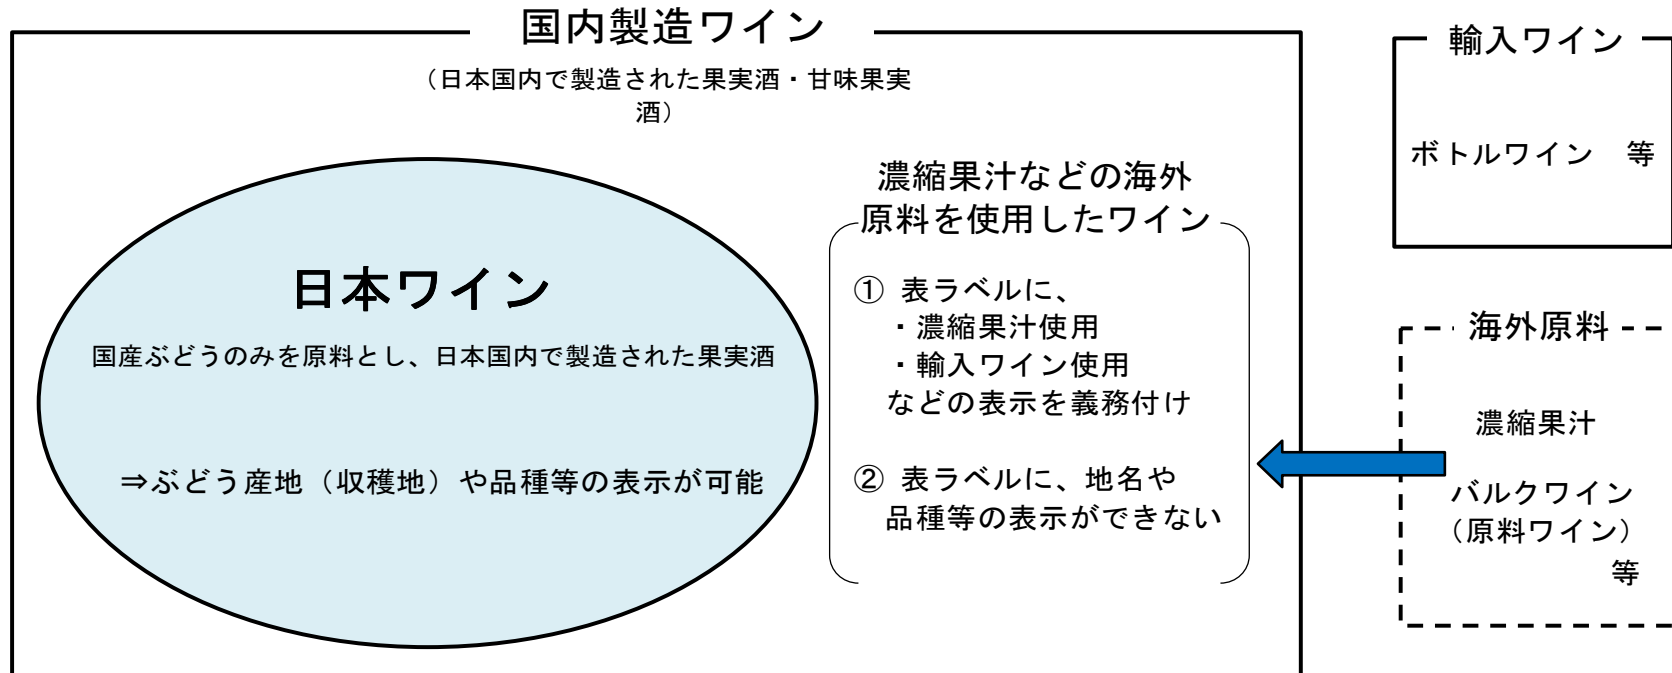 国内製造ワイン
（日本国内で製造された果実酒・甘味果実
酒）
日本ワイン
国産ぶどうのみを原料とし、日本国内で製造された果実酒
⇒ぶどう産地（収穫地）や品種等の表示が可能
濃縮果汁などの海外
原料を使用したワイン
① 表ラベルに、
・濃縮果汁使用
・輸入ワイン使用
などの表示を義務付け
② 表ラベルに、地名や
品種等の表示ができない
輸入ワイン
ボトルワイン　等
海外原料
濃縮果汁
バルクワイン
（原料ワイン）
等